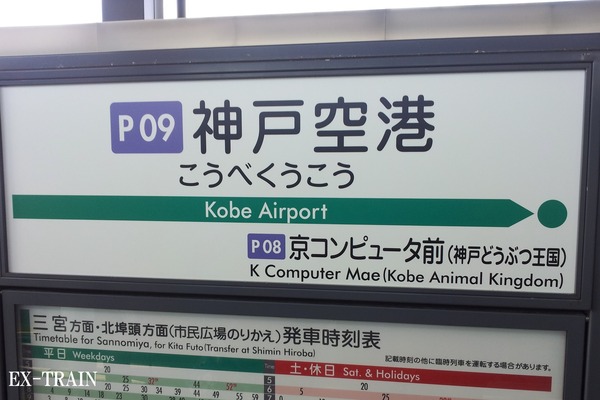 P09 神戸空港
こうべくうこう
Kobe Airport
P08 京コンピュータ前(神戸どうぶつ王国)
K Computer Mae(Kobe Animal Kingdom)
三宮方面・北埠頭方面(市民広場のりかえ)発車時刻表
Timetable for Sannomiya, for Kita Futo(Transfer at Shimin Hiroba)
記載時刻の他に臨時列車を運転する場合があります。
平日 Weekdays
土・休日 Sat. & Holidays
EX-TRAIN